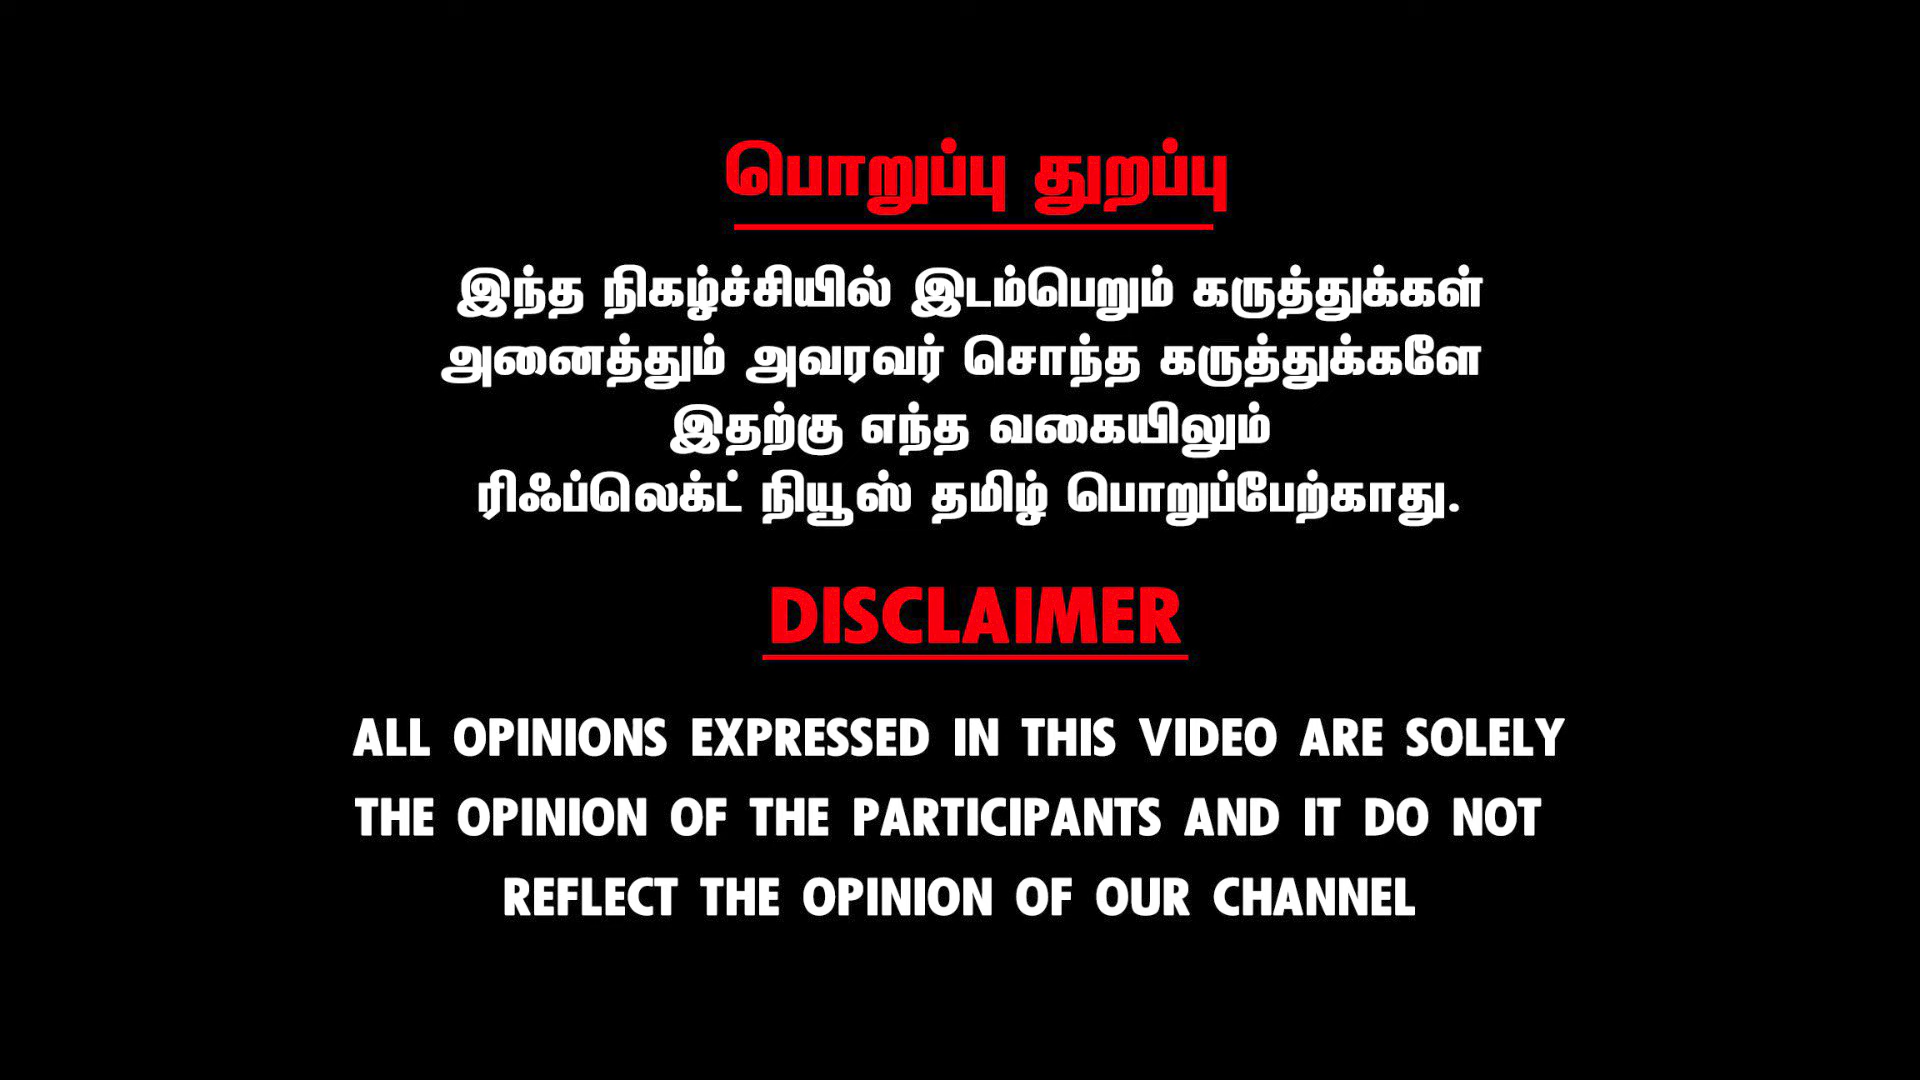 பொறுப்பு துறப்பு
இந்த நிகழ்ச்சியில் இடம்பெறும் கருத்துக்கள்
அனைத்தும் அவரவர் சொந்த கருத்துக்களே
இதற்கு எந்த வகையிலும்
ரிஃப்லெக்ட் நியூஸ் தமிழ் பொறுப்பேற்காது.
DISCLAIMER
ALL OPINIONS EXPRESSED IN THIS VIDEO ARE SOLELY
THE OPINION OF THE PARTICIPANTS AND IT DO NOT
REFLECT THE OPINION OF OUR CHANNEL